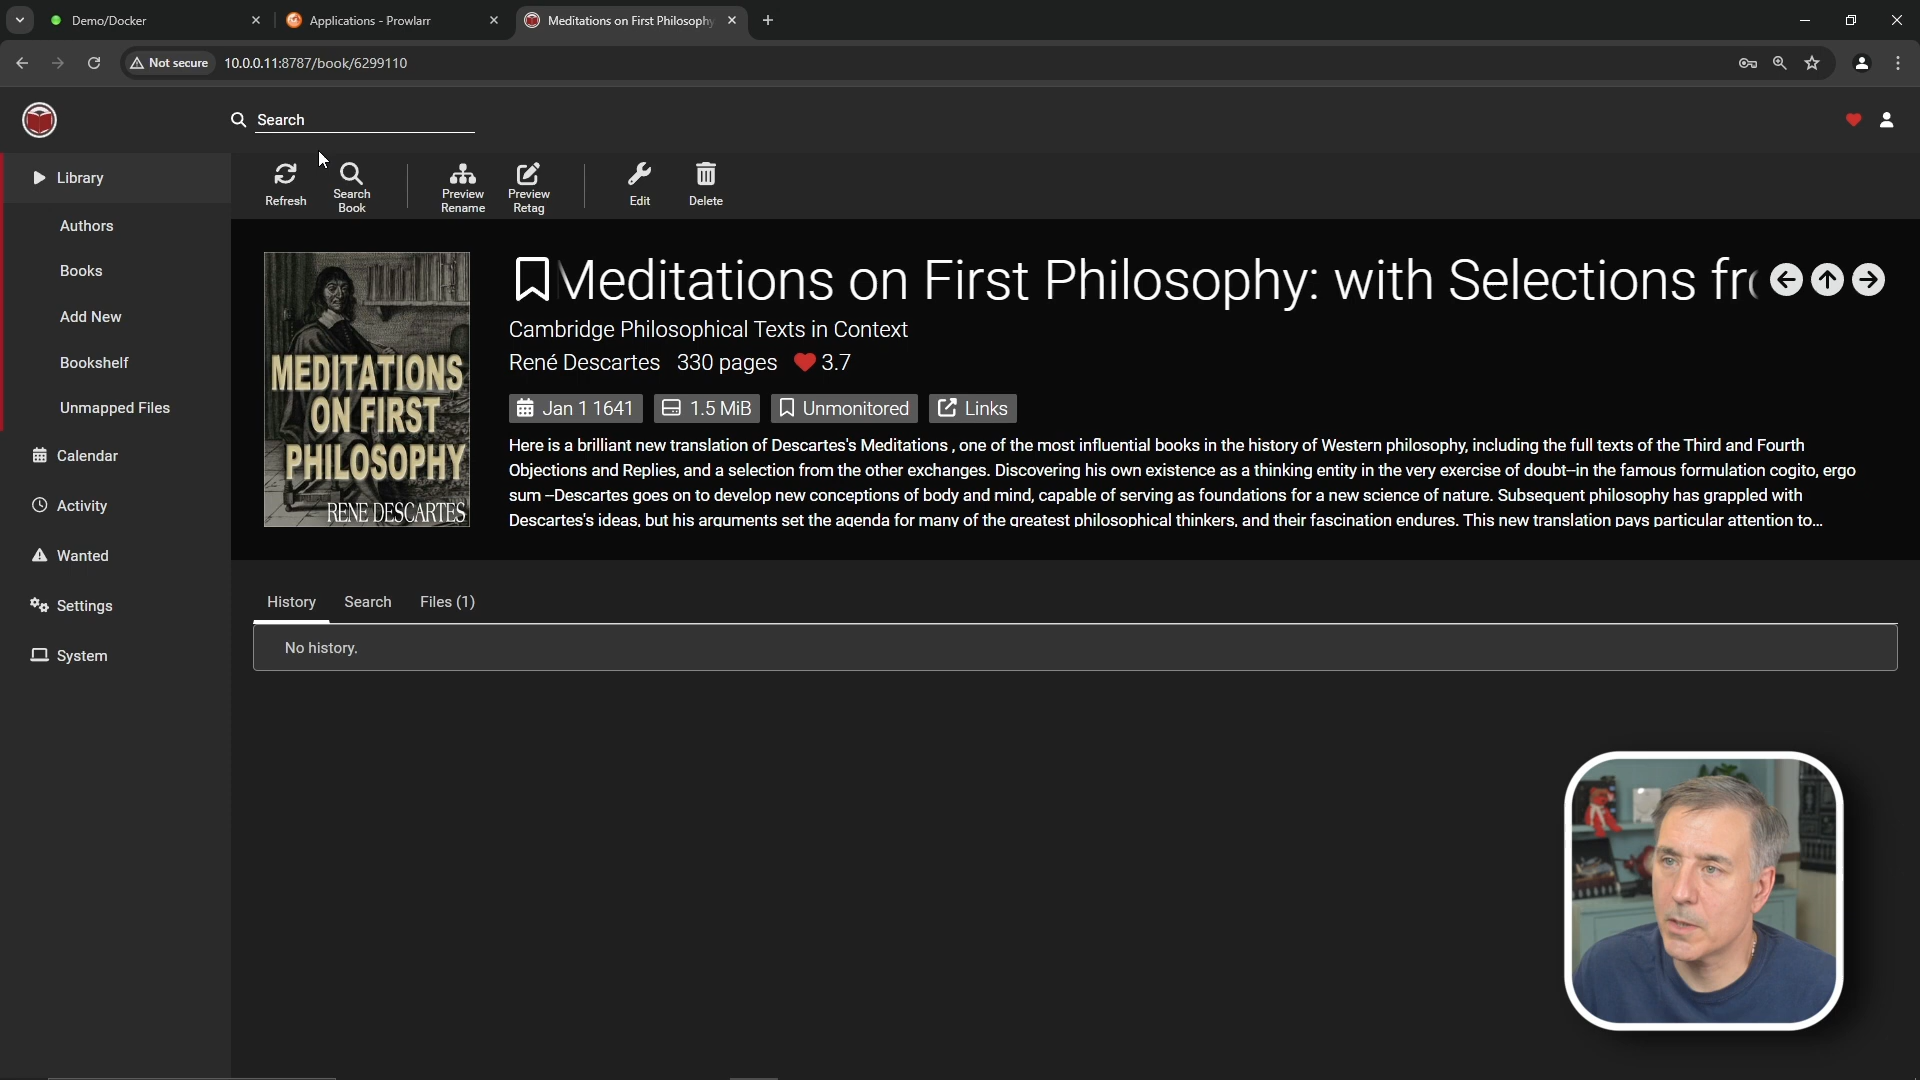 Demo/Docker
Applications - Prowlarr
Meditations on First Philosophy
Not secure
10.0.0.11:8787/book/6299110
Search
Library
Authors
Books
Add New
Bookshelf
Unmapped Files
Calendar
Activity
Wanted
Settings
System
Refresh
Search
Book
Preview
Rename
Preview
Retag
Edit
Delete
MEDITATIONS
ON FIRST
PHILOSOPHY
RENE DESCARTES
Meditations on First Philosophy: with Selections fr
Cambridge Philosophical Texts in Context
René Descartes 330 pages 3.7
Jan 1 1641 1.5 MiB Unmonitored Links
Here is a brilliant new translation of Descartes's Meditations , one of the most influential books in the history of Western philosophy, including the full texts of the Third and Fourth
Objections and Replies, and a selection from the other exchanges. Discovering his own existence as a thinking entity in the very exercise of doubt–in the famous formulation cogito, ergo
sum –Descartes goes on to develop new conceptions of body and mind, capable of serving as foundations for a new science of nature. Subsequent philosophy has grappled with
Descartes's ideas, but his arguments set the agenda for many of the greatest philosophical thinkers, and their fascination endures. This new translation pays particular attention to...
History Search Files (1)
No history.